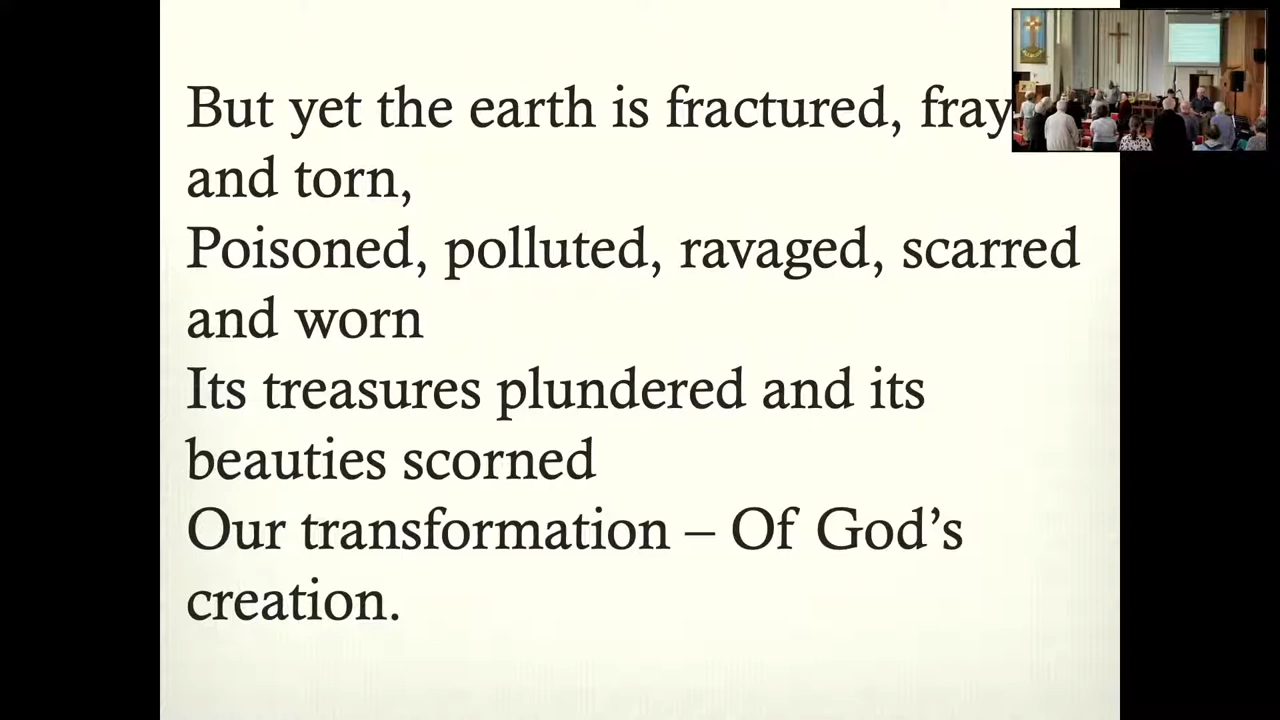 But yet the earth is fractured, fray
and torn,
Poisoned, polluted, ravaged, scarred
and worn
Its treasures plundered and its
beauties scorned
Our transformation – Of God’s
creation.